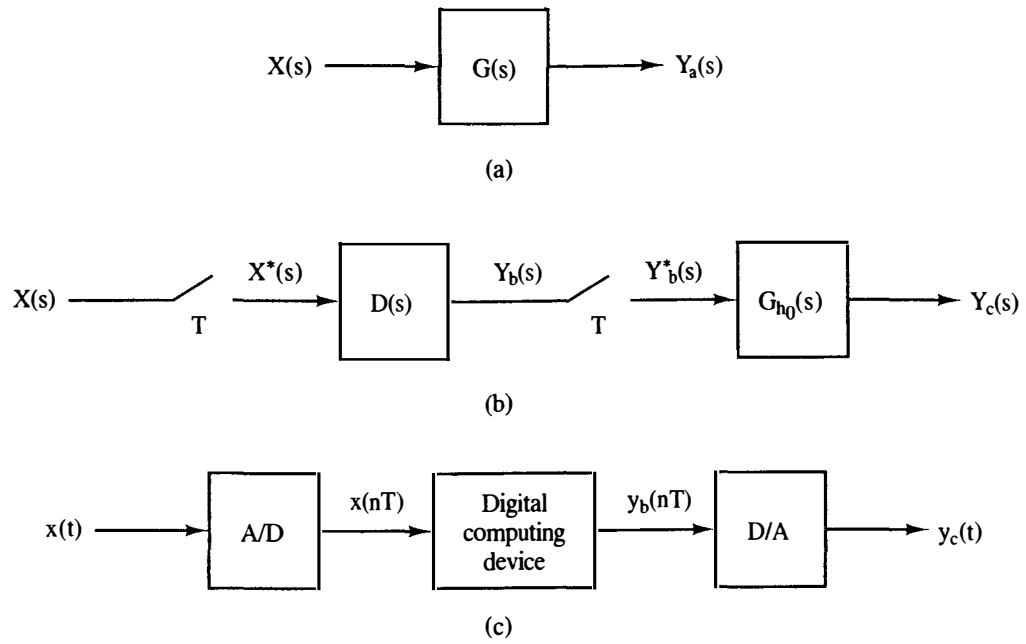 X(s) G(s) Yₐ(s)
(a)
X(s) T X*(s) D(s) Y_b(s) T Y*_b(s) G_h₀(s) Y_c(s)
(b)
x(t) A/D x(nT) Digital computing device y_b(nT) D/A y_c(t)
(c)